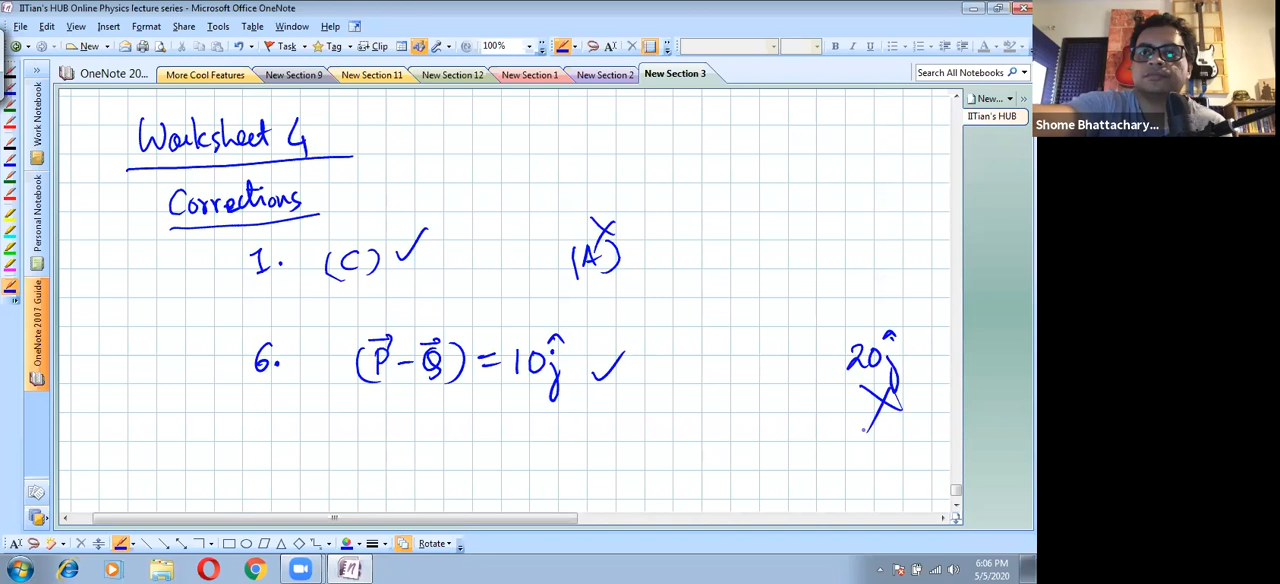 IITian's HUB Online Physics lecture series - Microsoft Office OneNote
File Edit View Insert Format Share Tools Table Window Help
New Task Tag Clip 100%
OneNote 20... More Cool Features New Section 9 New Section 11 New Section 12 New Section 1 New Section 2 New Section 3 Search All Notebooks
New...
IITian's HUB
Shome Bhattachary...
Work Notebook
Personal Notebook
OneNote 2007 Guide
Worksheet 4
Corrections
1. (C) ✓ (A)
6. (P⃗ - Q⃗) = 10ĵ ✓ 20ĵ
Rotate
6:06 PM
5/5/2020